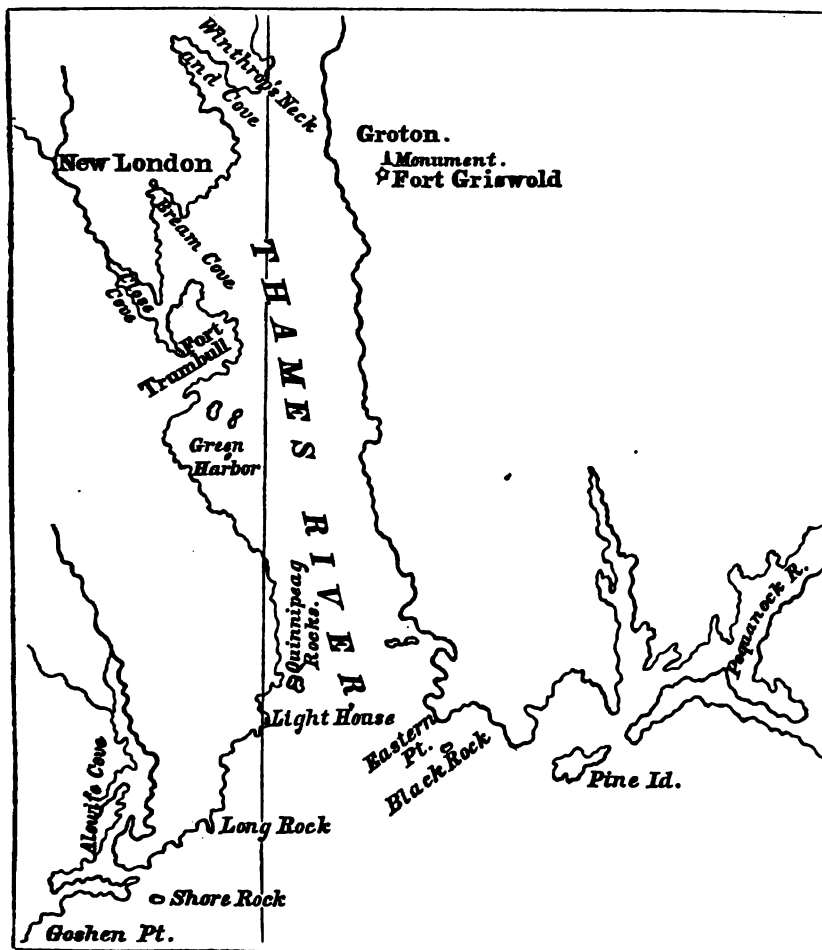 Winthrop's Neck
and Cove
Groton.
Monument.
Fort Griswold
New London
Bream Cove
Close
Cove
THAMES RIVER
Fort
Trumbull
Green
Harbor
Quinnipeag
Rocks.
Poquanock R.
Light House
Eastern
Pt.
Black Rock
Pine Id.
Alewife Cove
Long Rock
Shore Rock
Goshen Pt.